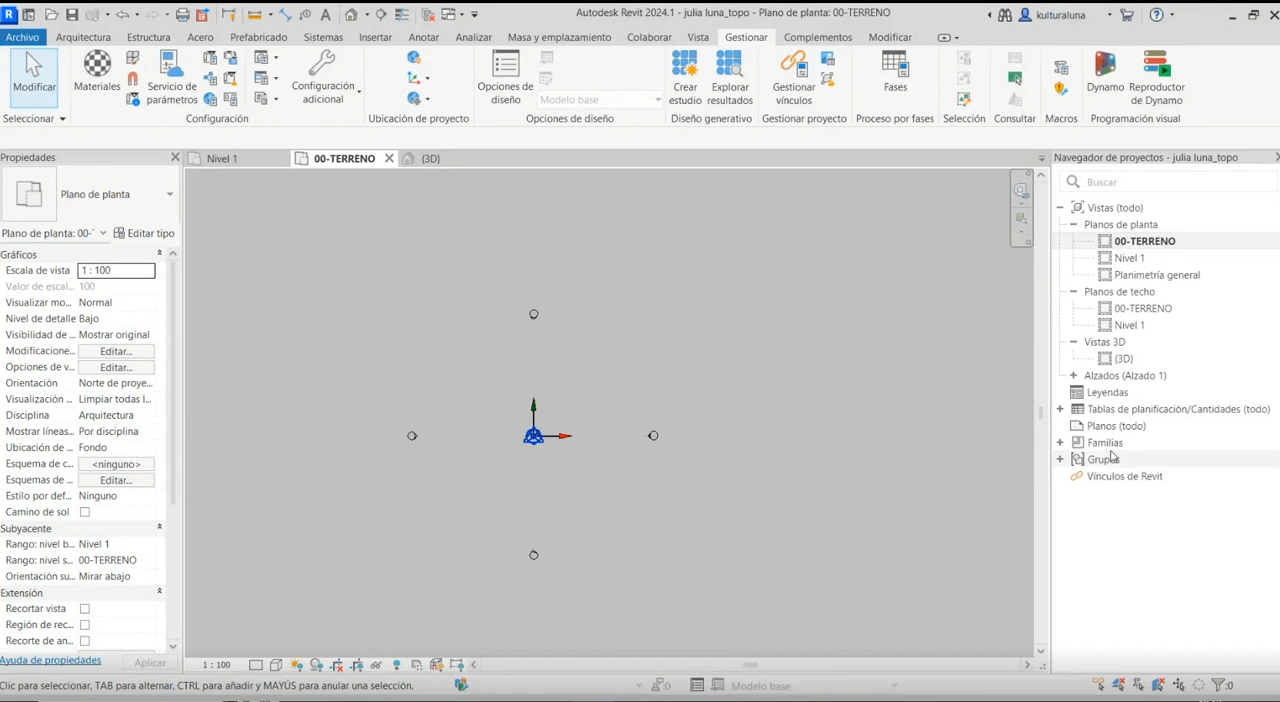 Autodesk Revit 2024.1 - julia luna_topo - Plano de planta: 00-TERRENO
kulturaluna
Archivo Arquitectura Estructura Acero Prefabricado Sistemas Insertar Anotar Analizar Masa y emplazamiento Colaborar Vista Gestionar Complementos Modificar
Modificar
Materiales
Servicio de
parámetros
Configuración
adicional
Opciones de
diseño
Modelo base
Crear
estudio
Explorar
resultados
Gestionar
vínculos
Fases
Dynamo
Reproductor
de Dynamo
Seleccionar
Configuración
Ubicación de proyecto
Opciones de diseño
Diseño generativo
Gestionar proyecto
Proceso por fases
Selección
Consultar
Macros
Programación visual
Propiedades
Nivel 1
00-TERRENO
{3D}
Navegador de proyectos - julia luna_topo
Plano de planta
Buscar
Plano de planta: 00-
Editar tipo
Gráficos
Escala de vista 1 : 100
Valor de escal... 100
Visualizar mo... Normal
Nivel de detalle Bajo
Visibilidad de ... Mostrar original
Modificacione... Editar...
Opciones de v... Editar...
Orientación Norte de proye...
Visualización ... Limpiar todas l...
Disciplina Arquitectura
Mostrar líneas... Por disciplina
Ubicación de ... Fondo
Esquema de c... <ninguno>
Esquemas de ... Editar...
Estilo por def... Ninguno
Camino de sol
Subyacente
Rango: nivel b... Nivel 1
Rango: nivel s... 00-TERRENO
Orientación su... Mirar abajo
Extensión
Recortar vista
Región de rec...
Recorte de an...
Ayuda de propiedades
Aplicar
Vistas (todo)
Planos de planta
00-TERRENO
Nivel 1
Planimetría general
Planos de techo
00-TERRENO
Nivel 1
Vistas 3D
{3D}
Alzados (Alzado 1)
Leyendas
Tablas de planificación/Cantidades (todo)
Planos (todo)
Familias
Grupos
Vínculos de Revit
2D
1 : 100
Clic para seleccionar, TAB para alternar, CTRL para añadir y MAYÚS para anular una selección.
:0
Modelo base
:0